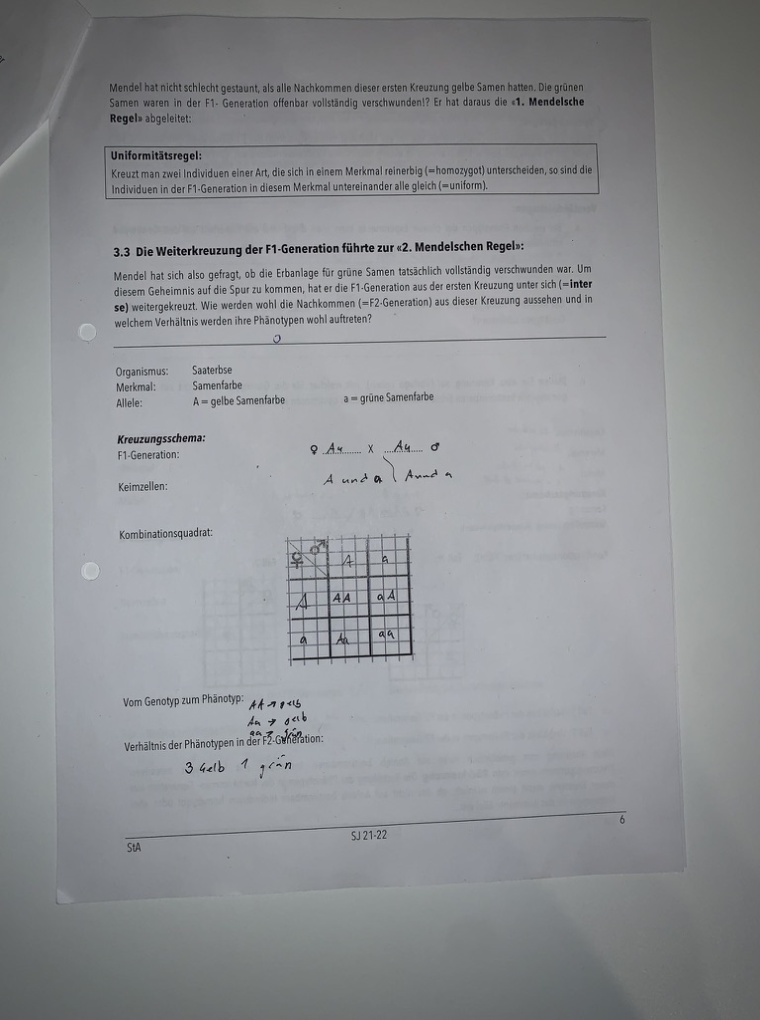 Mendel hat nicht schlecht gestaunt, als alle Nachkommen dieser ersten Kreuzung gelbe Samen hatten. Die grünen
Samen waren in der F1- Generation offenbar vollständig verschwunden!? Er hat daraus die «1. Mendelsche
Regel» abgeleitet:
Uniformitätsregel:
Kreuzt man zwei Individuen einer Art, die sich in einem Merkmal reinerbig (=homozygot) unterscheiden, so sind die
Individuen in der F1-Generation in diesem Merkmal untereinander alle gleich (=uniform).
3.3 Die Weiterkreuzung der F1-Generation führte zur «2. Mendelschen Regel»:
Mendel hat sich also gefragt, ob die Erbanlage für grüne Samen tatsächlich vollständig verschwunden war. Um
diesem Geheimnis auf die Spur zu kommen, hat er die F1-Generation aus der ersten Kreuzung unter sich (=inter
se) weitergekreuzt. Wie werden wohl die Nachkommen (=F2-Generation) aus dieser Kreuzung aussehen und in
welchem Verhältnis werden ihre Phänotypen wohl auftreten?
Organismus: Saaterbse
Merkmal: Samenfarbe
Allele: A = gelbe Samenfarbe a = grüne Samenfarbe
Kreuzungsschema:
F1-Generation: ♀ Aa x Aa ♂
Keimzellen: A und a A und a
Kombinationsquadrat:
♀ ♂ A a
A AA aA
a Aa aa
Vom Genotyp zum Phänotyp: AA → gelb
Aa → gelb
aa → grün
Verhältnis der Phänotypen in der F2-Generation:
3 Gelb 1 grün
StA SJ 21-22 6